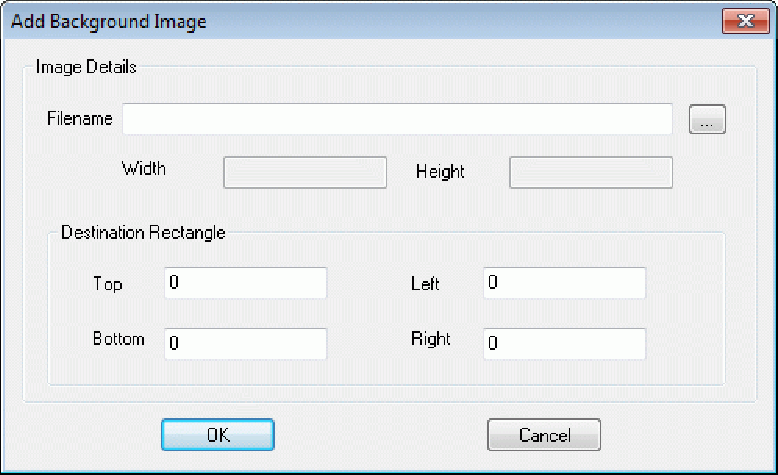 Add Background Image
Image Details
Filename ...
Width Height
Destination Rectangle
Top 0 Left 0
Bottom 0 Right 0
OK Cancel